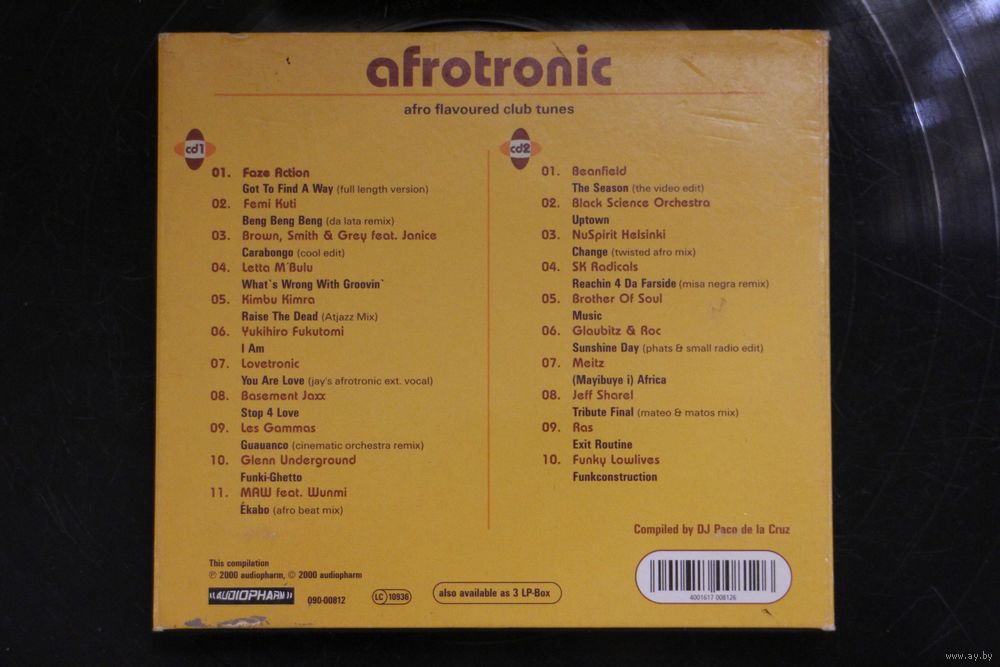 afrotronic
afro flavoured club tunes
cd1
01. Faze Action
Got To Find A Way (full length version)
02. Femi Kuti
Beng Beng Beng (da lata remix)
03. Brown, Smith & Grey feat. Janice
Carabongo (cool edit)
04. Letta M´Bulu
What`s Wrong With Groovin`
05. Kimbu Kimra
Raise The Dead (Atjazz Mix)
06. Yukihiro Fukutomi
I Am
07. Lovetronic
You Are Love (jay's afrotronic ext. vocal)
08. Basement Jaxx
Stop 4 Love
09. Les Gammas
Guauanco (cinematic orchestra remix)
10. Glenn Underground
Funki-Ghetto
11. MAW feat. Wunmi
Ékabo (afro beat mix)
cd2
01. Beanfield
The Season (the video edit)
02. Black Science Orchestra
Uptown
03. NuSpirit Helsinki
Change (twisted afro mix)
04. SK Radicals
Reachin 4 Da Farside (misa negra remix)
05. Brother Of Soul
Music
06. Glaubitz & Roc
Sunshine Day (phats & small radio edit)
07. Meitz
(Mayibuye i) Africa
08. Jeff Sharel
Tribute Final (mateo & matos mix)
09. Ras
Exit Routine
10. Funky Lowlives
Funkconstruction
Compiled by DJ Paco de la Cruz
This compilation
℗ 2000 audiopharm, © 2000 audiopharm
AUDIOPHARM
090-00812
LC 10936
also available as 3 LP-Box
4001617 008126
www.ay.by